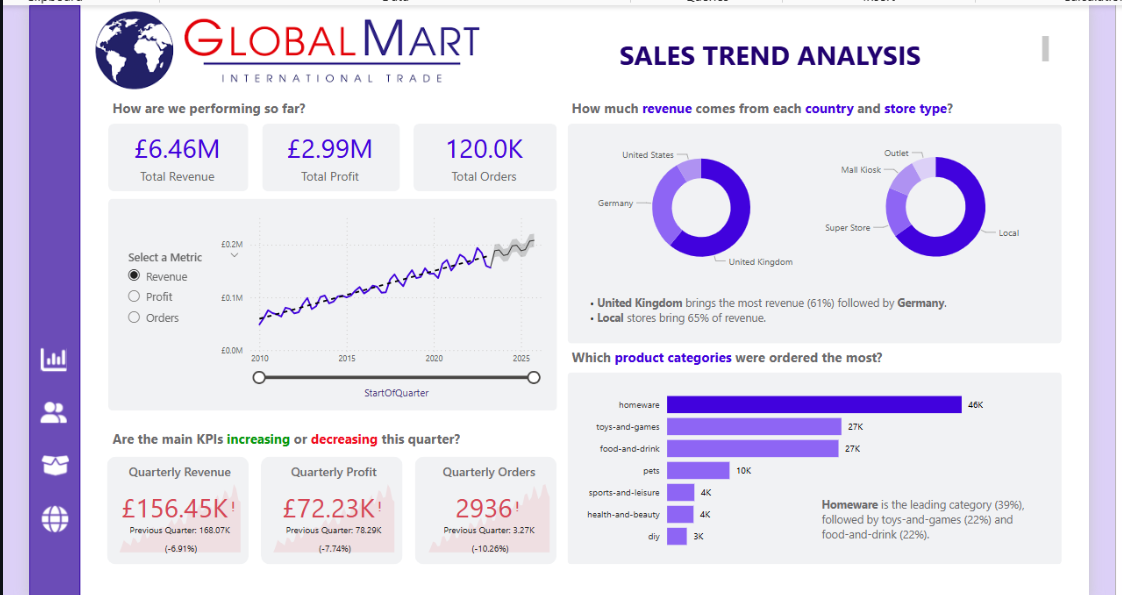 Data
Queries
Insert
GLOBALMART
INTERNATIONAL TRADE
SALES TREND ANALYSIS
How are we performing so far?
£6.46M
Total Revenue
£2.99M
Total Profit
120.0K
Total Orders
Select a Metric
Revenue
Profit
Orders
£0.2M
£0.1M
£0.0M
2010
2015
2020
2025
StartOfQuarter
Are the main KPIs increasing or decreasing this quarter?
Quarterly Revenue
£156.45K!
Previous Quarter: 168.07K
(-6.91%)
Quarterly Profit
£72.23K!
Previous Quarter: 78.29K
(-7.74%)
Quarterly Orders
2936!
Previous Quarter: 3.27K
(-10.26%)
How much revenue comes from each country and store type?
United States
Germany
United Kingdom
Outlet
Mall Kiosk
Super Store
Local
• United Kingdom brings the most revenue (61%) followed by Germany.
• Local stores bring 65% of revenue.
Which product categories were ordered the most?
homeware 46K
toys-and-games 27K
food-and-drink 27K
pets 10K
sports-and-leisure 4K
health-and-beauty 4K
diy 3K
Homeware is the leading category (39%),
followed by toys-and-games (22%) and
food-and-drink (22%).